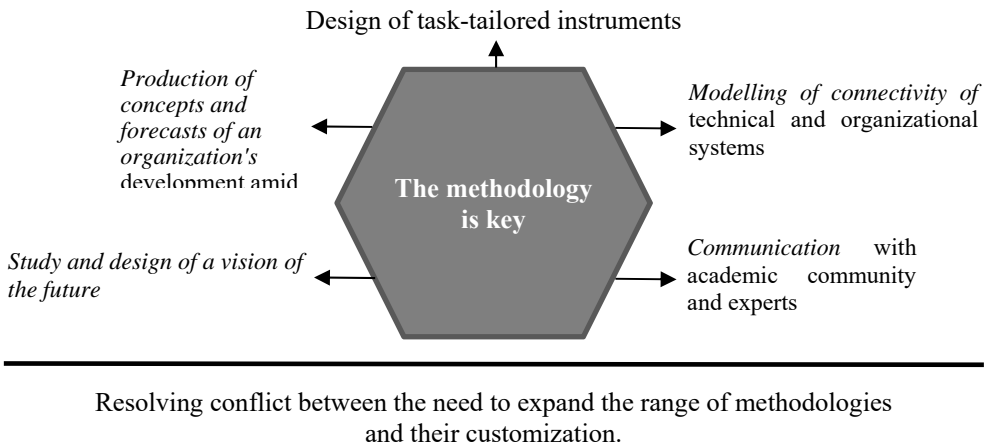 Design of task-tailored instruments
Production of
concepts and
forecasts of an
organization's
development amid
Modelling of connectivity of
technical and organizational
systems
The methodology
is key
Study and design of a vision of
the future
Communication with
academic community
and experts
Resolving conflict between the need to expand the range of methodologies
and their customization.